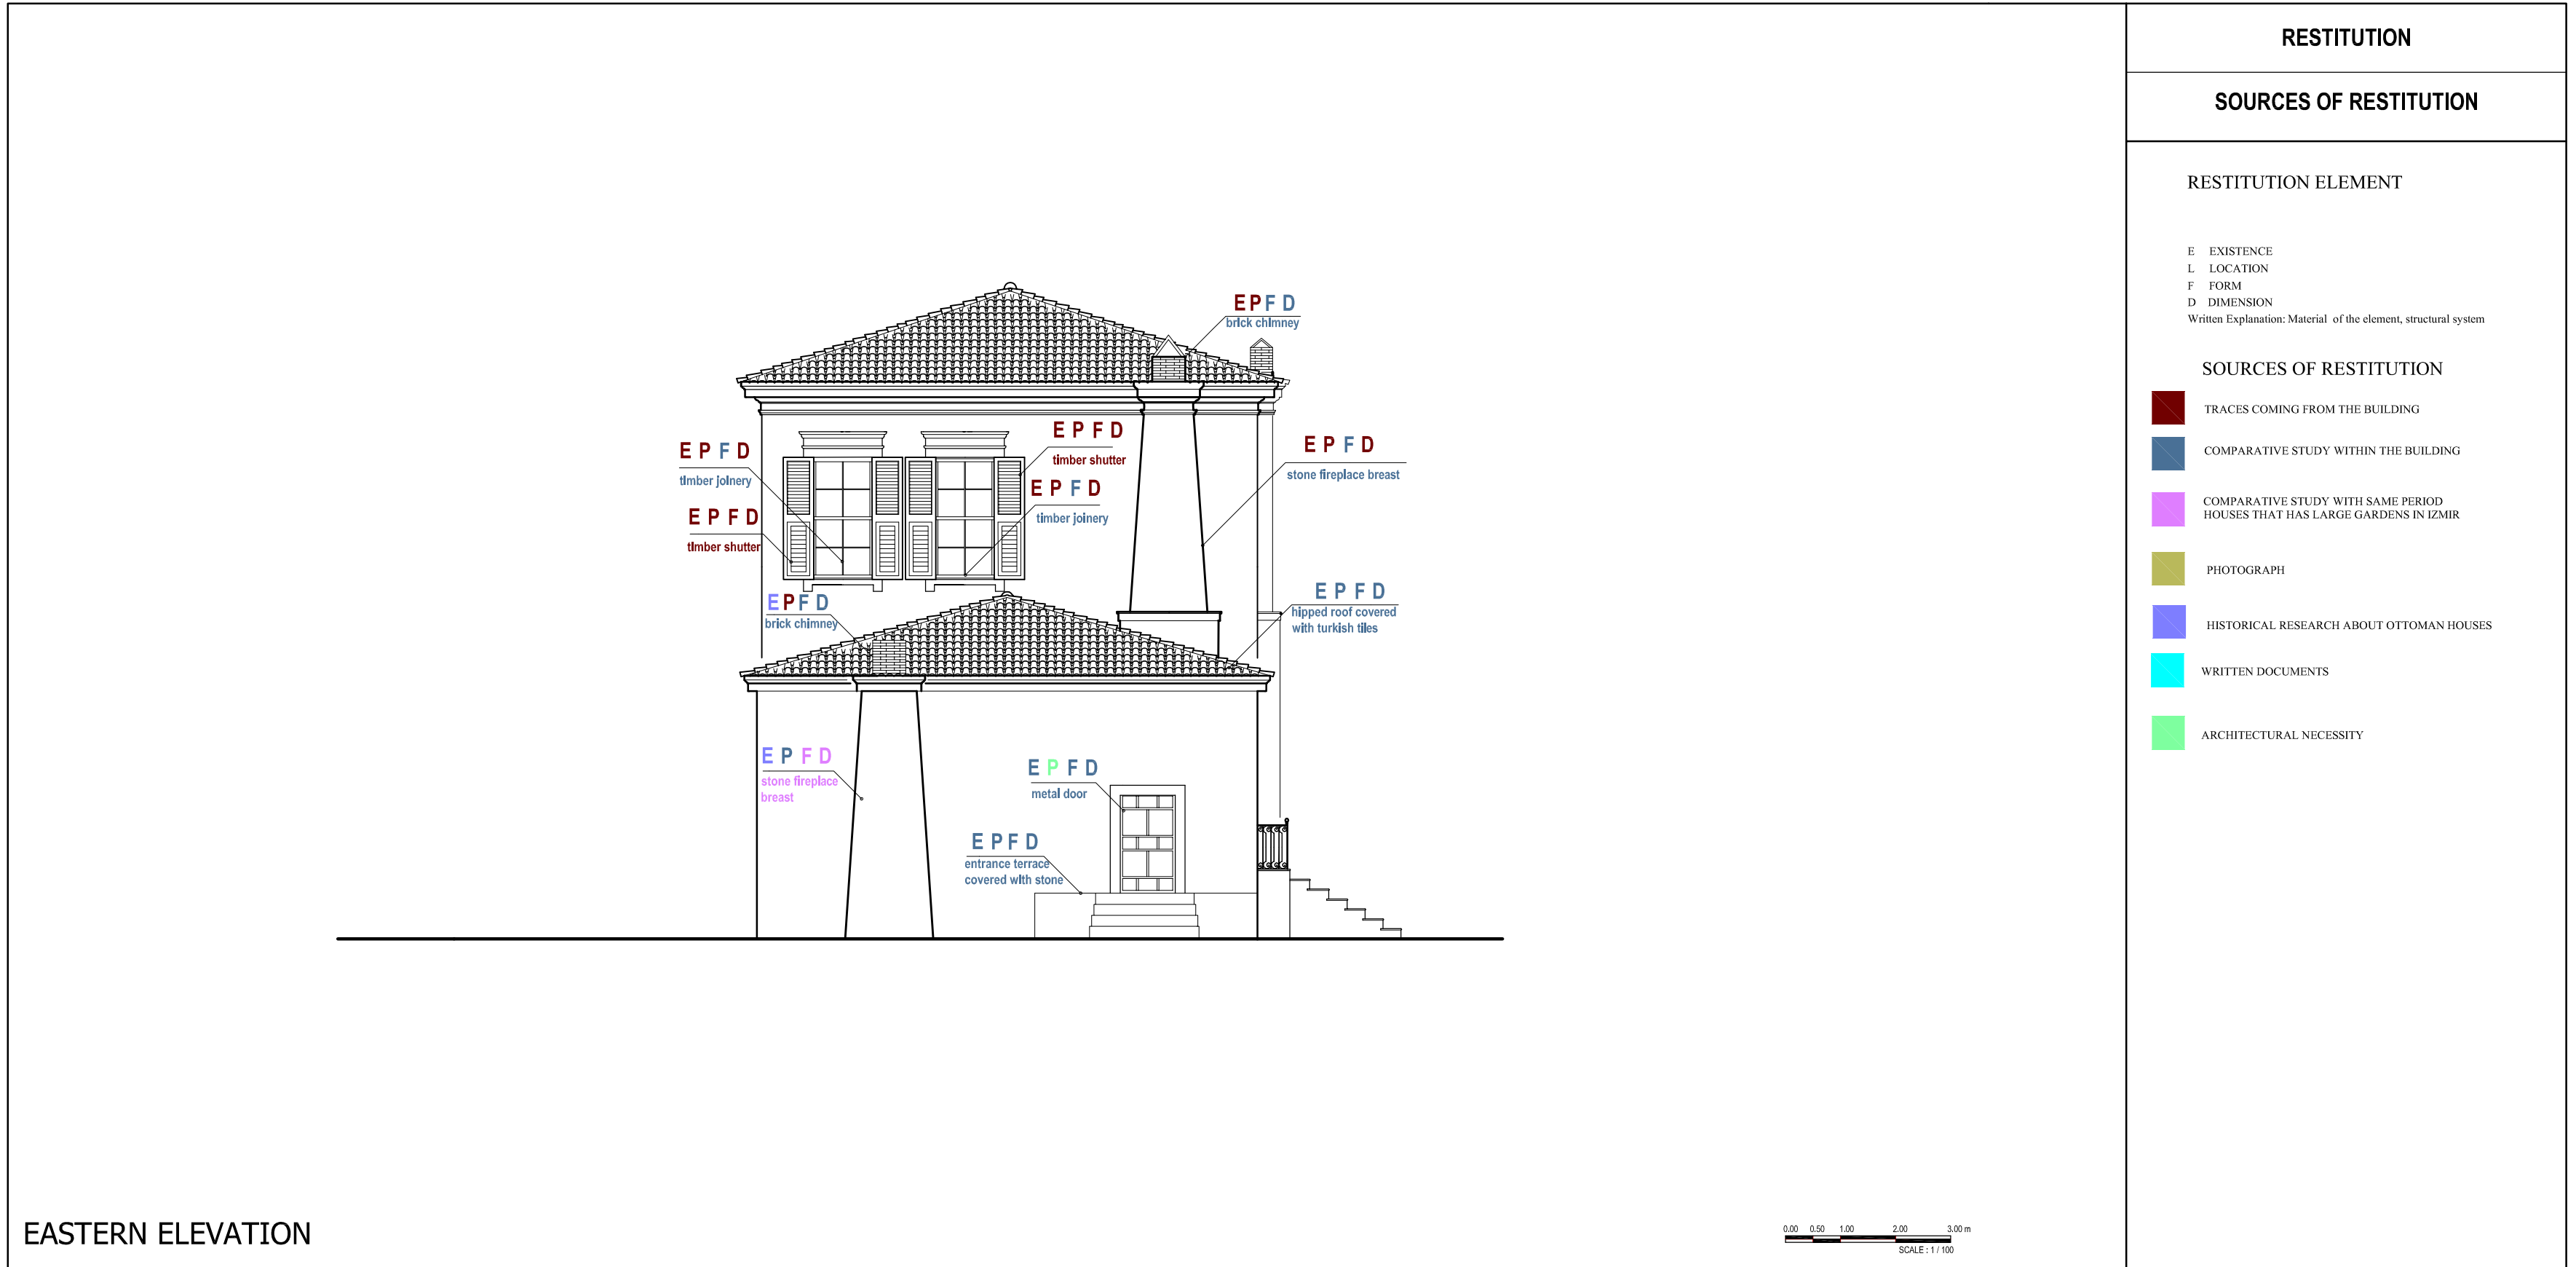 RESTITUTION
SOURCES OF RESTITUTION
RESTITUTION ELEMENT
E EXISTENCE
L LOCATION
F FORM
D DIMENSION
Written Explanation: Material of the element, structural system
SOURCES OF RESTITUTION
TRACES COMING FROM THE BUILDING
COMPARATIVE STUDY WITHIN THE BUILDING
COMPARATIVE STUDY WITH SAME PERIOD
HOUSES THAT HAS LARGE GARDENS IN IZMIR
PHOTOGRAPH
HISTORICAL RESEARCH ABOUT OTTOMAN HOUSES
WRITTEN DOCUMENTS
ARCHITECTURAL NECESSITY
E P F D
brick chimney
E P F D
timber shutter
E P F D
stone fireplace breast
E P F D
timber joinery
E P F D
timber joinery
E P F D
timber shutter
E P F D
hipped roof covered
with turkish tiles
E P F D
brick chimney
E P F D
stone fireplace
breast
E P F D
metal door
E P F D
entrance terrace
covered with stone
EASTERN ELEVATION
0.00 0.50 1.00 2.00 3.00 m
SCALE : 1 / 100